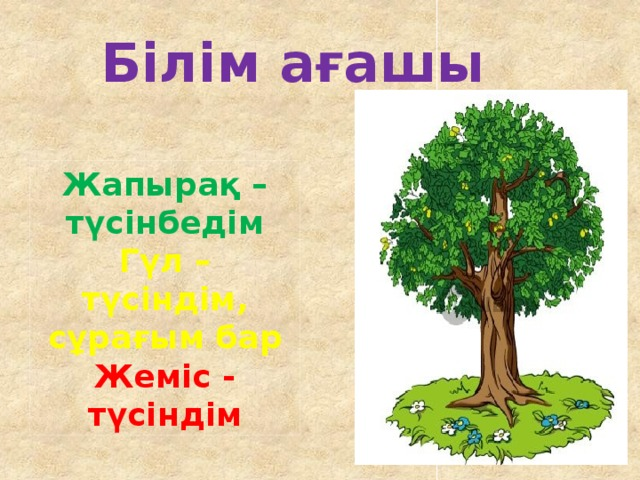 Білім ағашы
Жапырақ –
түсінбедім
Гүл –
түсіндім,
сұрағым бар
Жеміс -
түсіндім